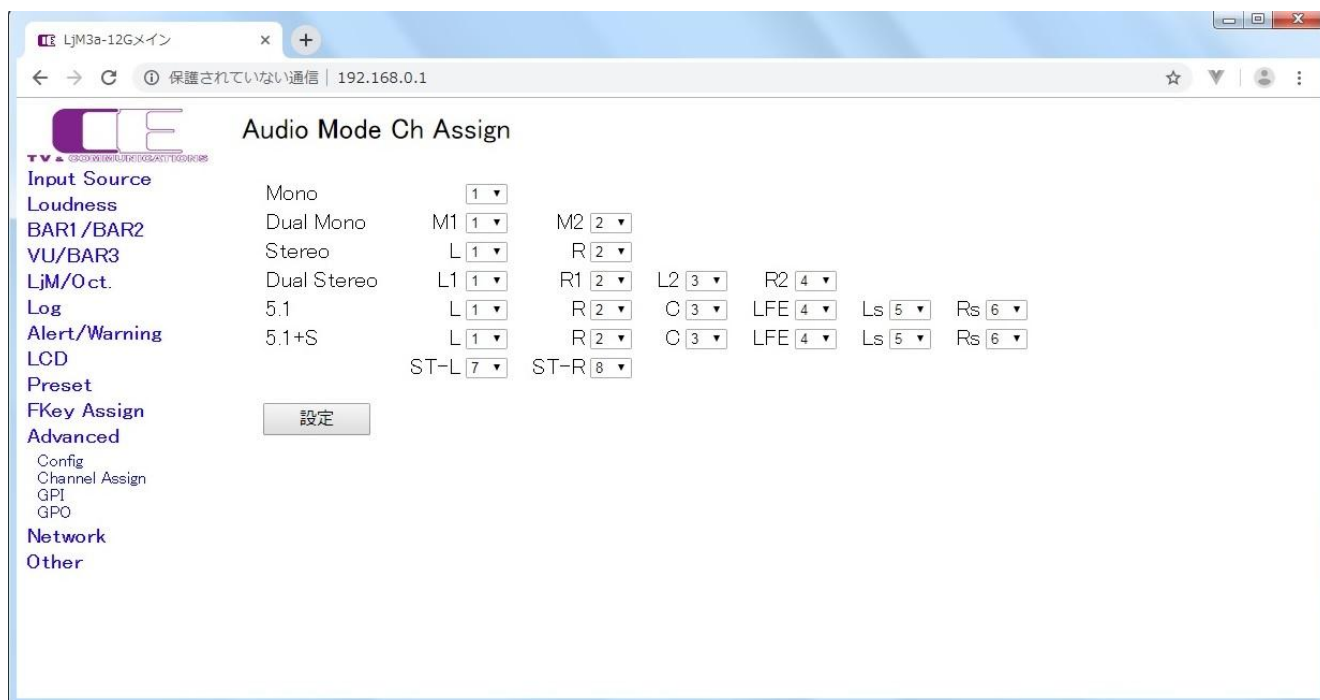 LjM3a-12Gメイン
保護されていない通信 | 192.168.0.1
CTE
TV & COMMUNICATIONS
Input Source
Loudness
BAR1/BAR2
VU/BAR3
LjM/Oct.
Log
Alert/Warning
LCD
Preset
FKey Assign
Advanced
Config
Channel Assign
GPI
GPO
Network
Other
Audio Mode Ch Assign
Mono 1
Dual Mono M1 1 M2 2
Stereo L 1 R 2
Dual Stereo L1 1 R1 2 L2 3 R2 4
5.1 L 1 R 2 C 3 LFE 4 Ls 5 Rs 6
5.1+S L 1 R 2 C 3 LFE 4 Ls 5 Rs 6
ST-L 7 ST-R 8
設定